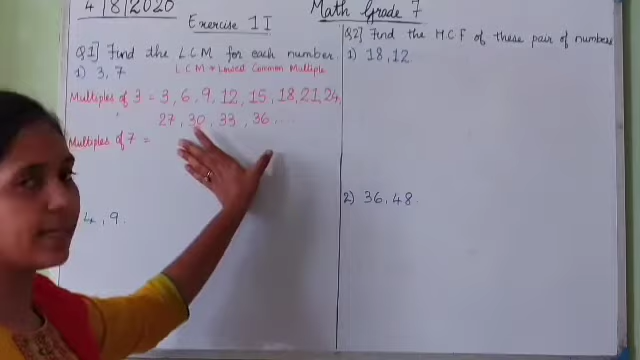 4/8/2020
Math Grade 7
Exercise 1I
Q1] Find the LCM for each number
LCM = Lowest Common Multiple
1) 3, 7
Multiples of 3 = 3, 6, 9, 12, 15, 18, 21, 24,
27, 30, 33, 36, ....
Multiples of 7 =
4, 9.
Q2] Find the HCF of these pair of numbers
1) 18, 12
2) 36, 48.